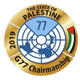 THE STATE OF
PALESTINE
2019
77
G77 Chairmanship